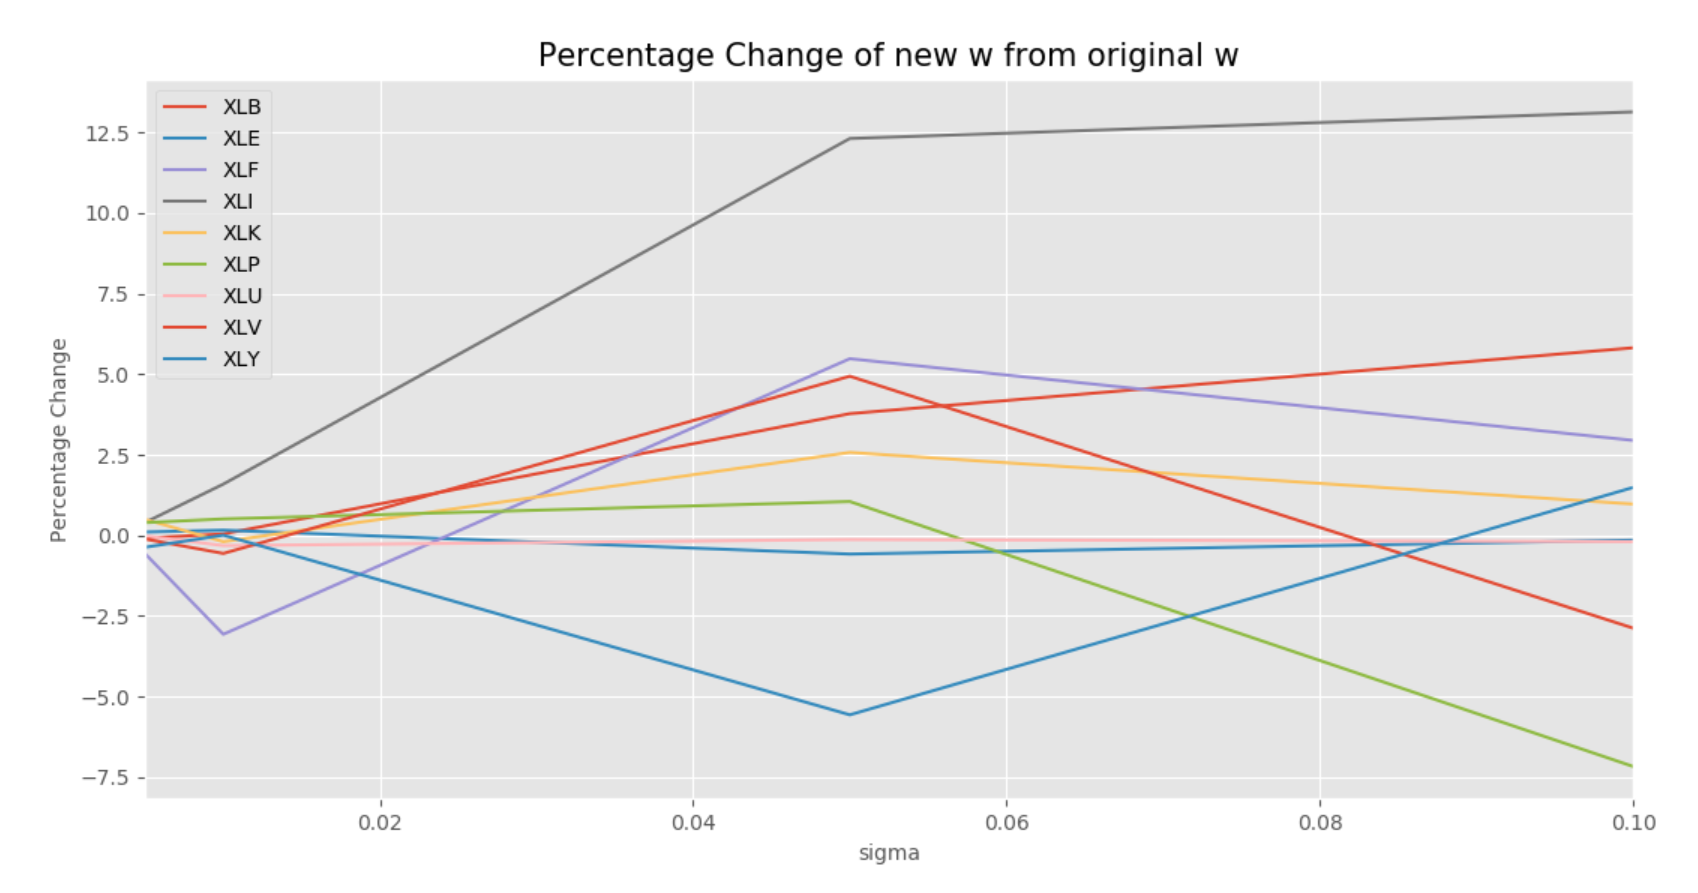 Percentage Change of new w from original w
XLB
XLE
XLF
XLI
XLK
XLP
XLU
XLV
XLY
12.5
10.0
7.5
5.0
2.5
0.0
−2.5
−5.0
−7.5
Percentage Change
0.02 0.04 0.06 0.08 0.10
sigma